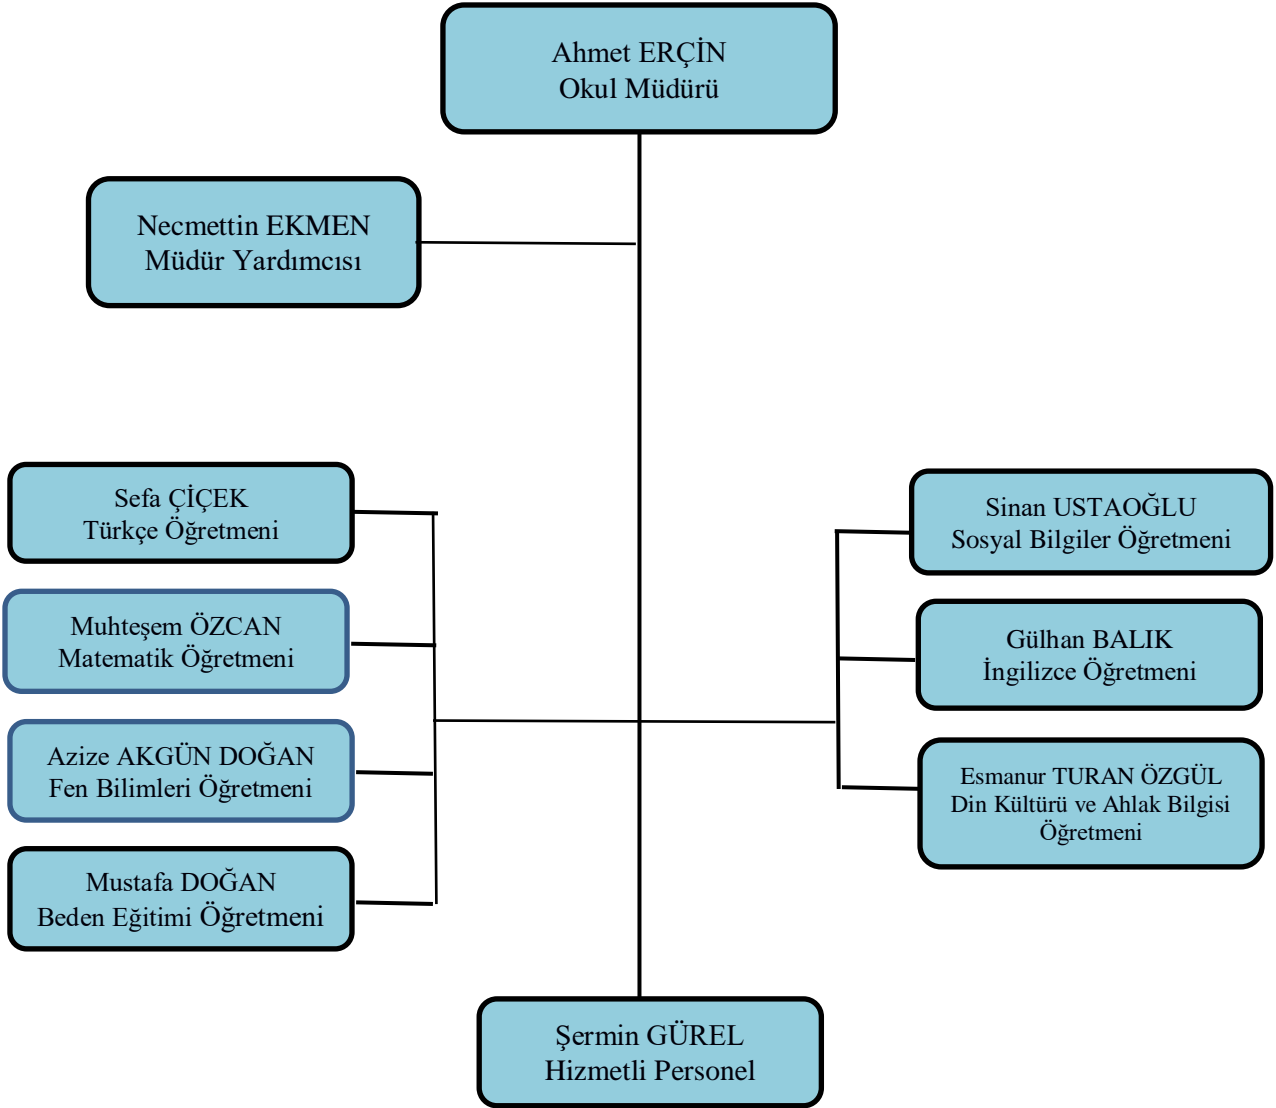 Ahmet ERÇİN
Okul Müdürü
Necmettin EKMEN
Müdür Yardımcısı
Sefa ÇİÇEK
Türkçe Öğretmeni
Muhteşem ÖZCAN
Matematik Öğretmeni
Azize AKGÜN DOĞAN
Fen Bilimleri Öğretmeni
Mustafa DOĞAN
Beden Eğitimi Öğretmeni
Sinan USTAOĞLU
Sosyal Bilgiler Öğretmeni
Gülhan BALIK
İngilizce Öğretmeni
Esmanur TURAN ÖZGÜL
Din Kültürü ve Ahlak Bilgisi
Öğretmeni
Şermin GÜREL
Hizmetli Personel